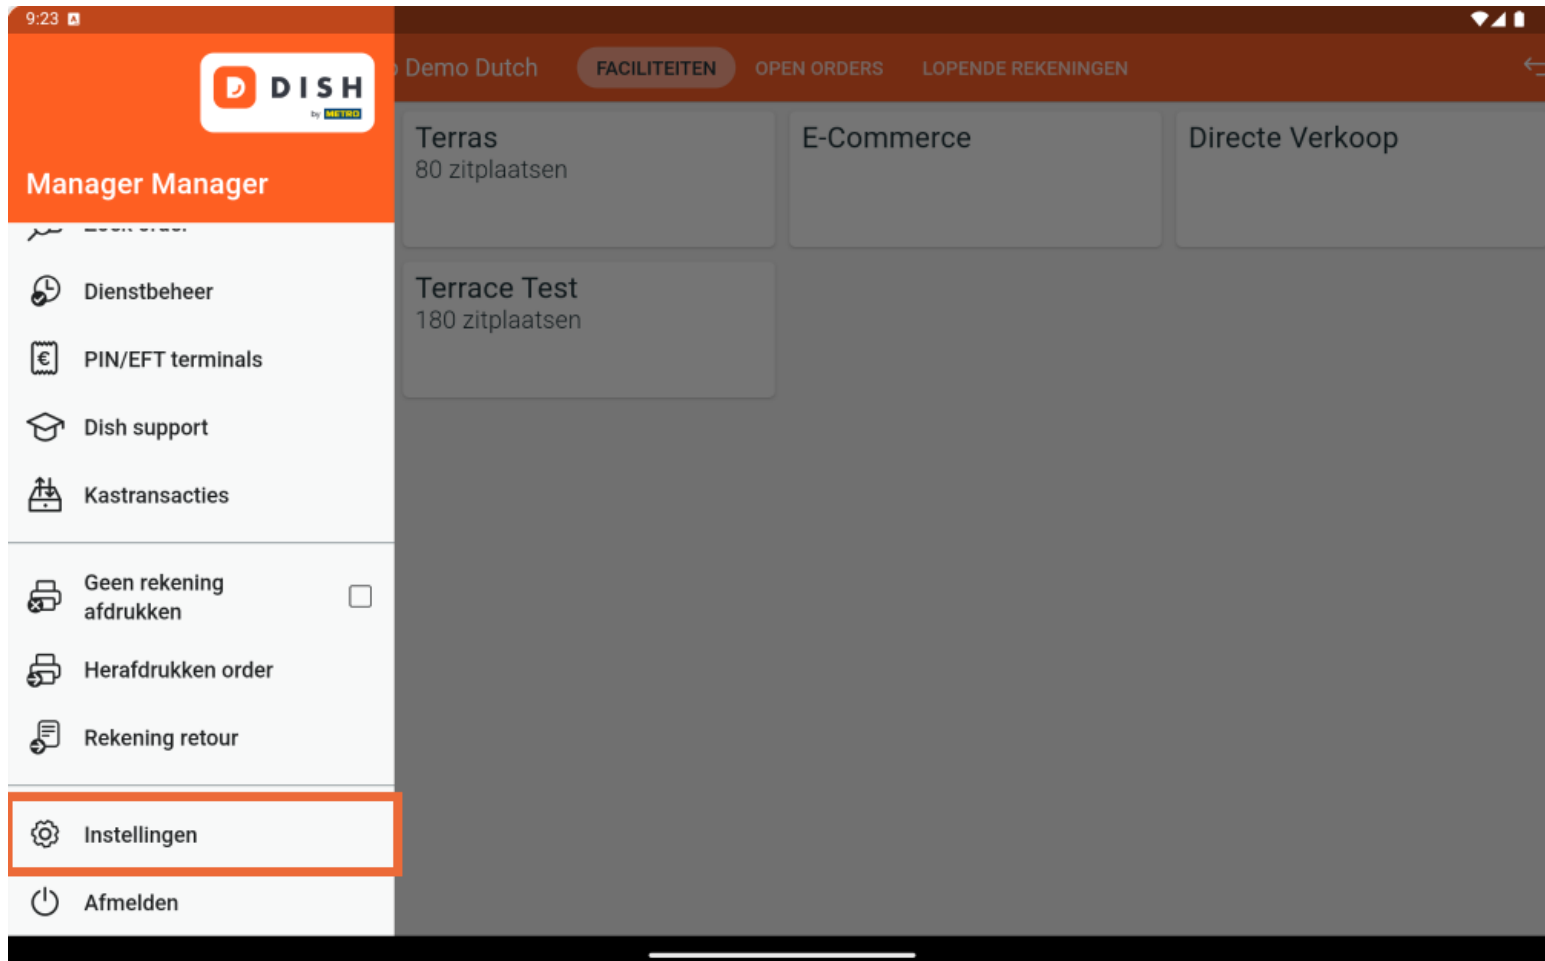 9:23
Demo Dutch
FACILITEITEN
OPEN ORDERS
LOPENDE REKENINGEN
DISH
by METRO
Manager Manager
Dienstbeheer
PIN/EFT terminals
Dish support
Kastransacties
Geen rekening
afdrukken
Herafdrukken order
Rekening retour
Instellingen
Afmelden
Terras
80 zitplaatsen
E-Commerce
Directe Verkoop
Terrace Test
180 zitplaatsen